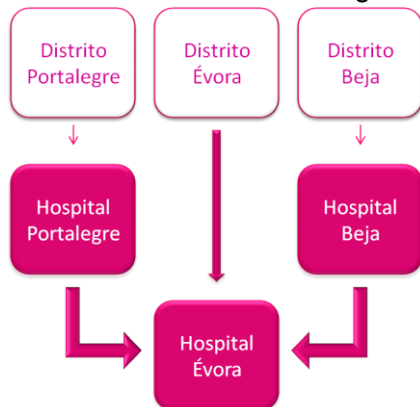 Distrito
Portalegre
Distrito
Évora
Distrito
Beja
Hospital
Portalegre
Hospital
Beja
Hospital
Évora